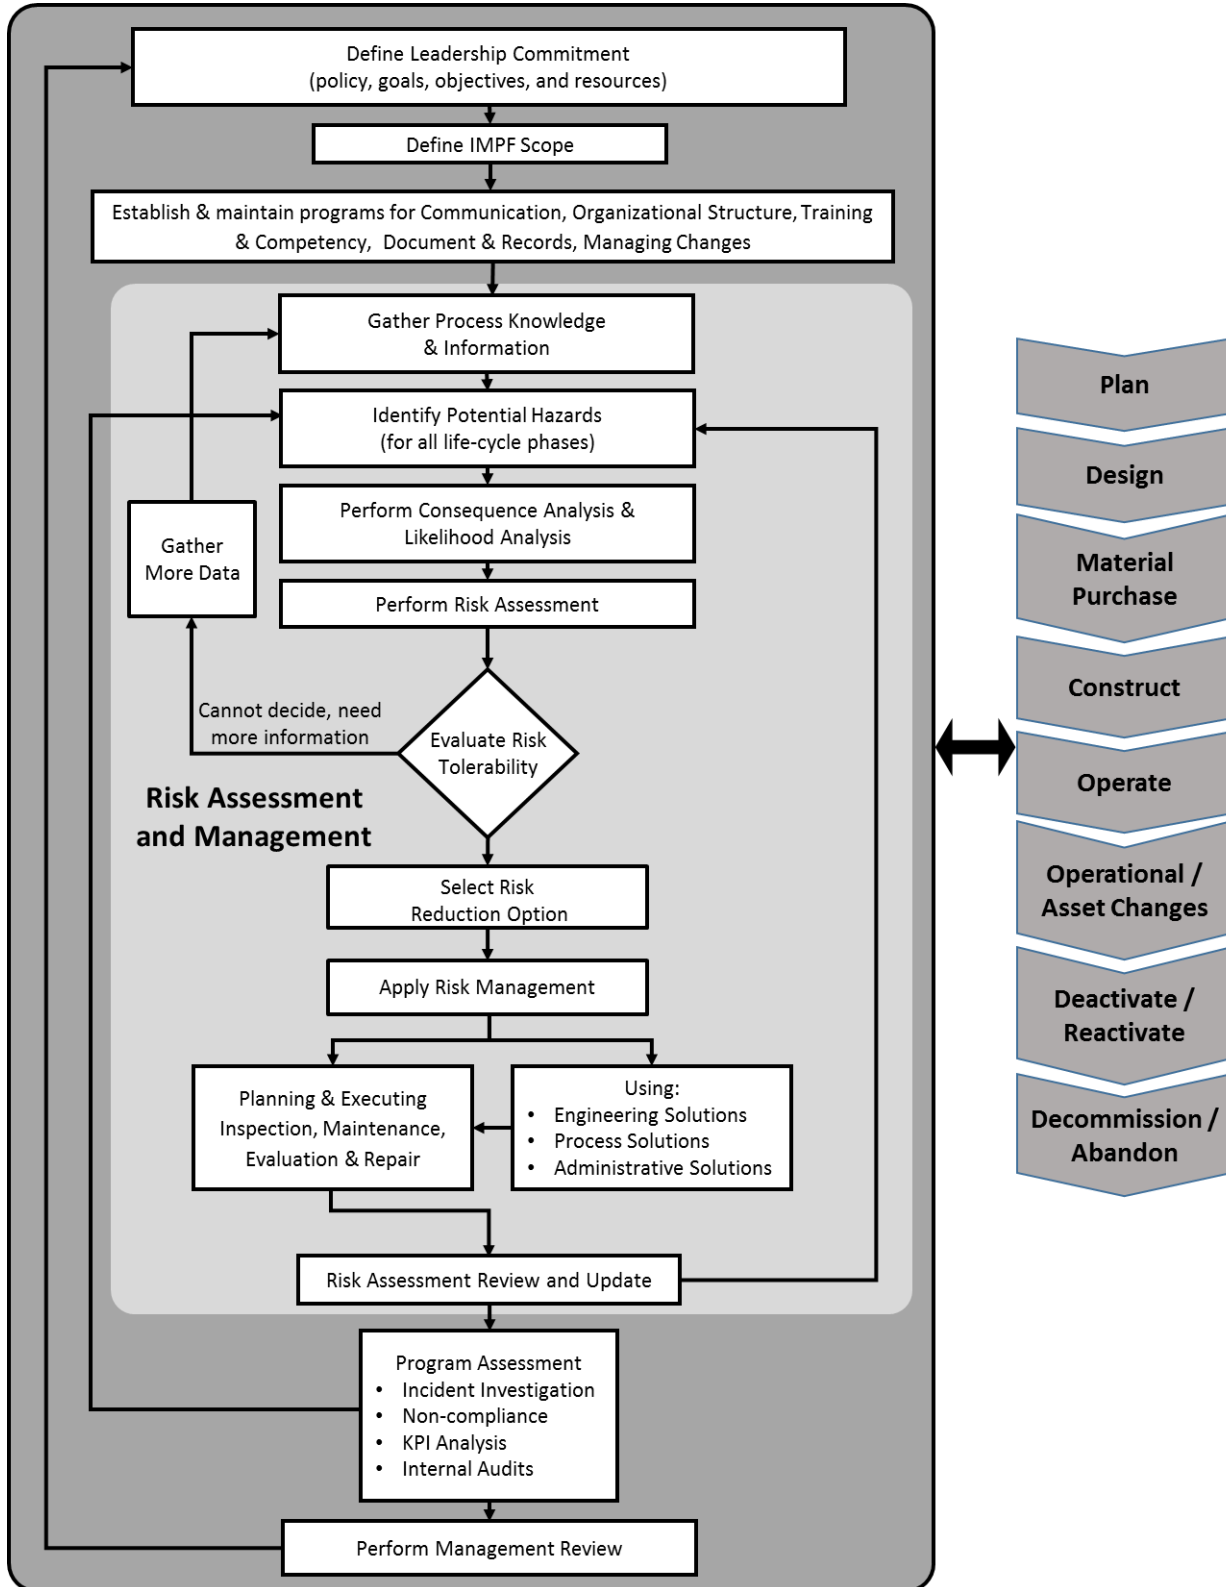 Define Leadership Commitment
(policy, goals, objectives, and resources)
Define IMPF Scope
Establish & maintain programs for Communication, Organizational Structure, Training
& Competency, Document & Records, Managing Changes
Gather Process Knowledge
& Information
Identify Potential Hazards
(for all life-cycle phases)
Perform Consequence Analysis &
Likelihood Analysis
Gather
More Data
Perform Risk Assessment
Cannot decide, need
more information
Evaluate Risk
Tolerability
Risk Assessment
and Management
Select Risk
Reduction Option
Apply Risk Management
Planning & Executing
Inspection, Maintenance,
Evaluation & Repair
Using:
• Engineering Solutions
• Process Solutions
• Administrative Solutions
Risk Assessment Review and Update
Program Assessment
• Incident Investigation
• Non-compliance
• KPI Analysis
• Internal Audits
Perform Management Review
Plan
Design
Material
Purchase
Construct
Operate
Operational /
Asset Changes
Deactivate /
Reactivate
Decommission /
Abandon